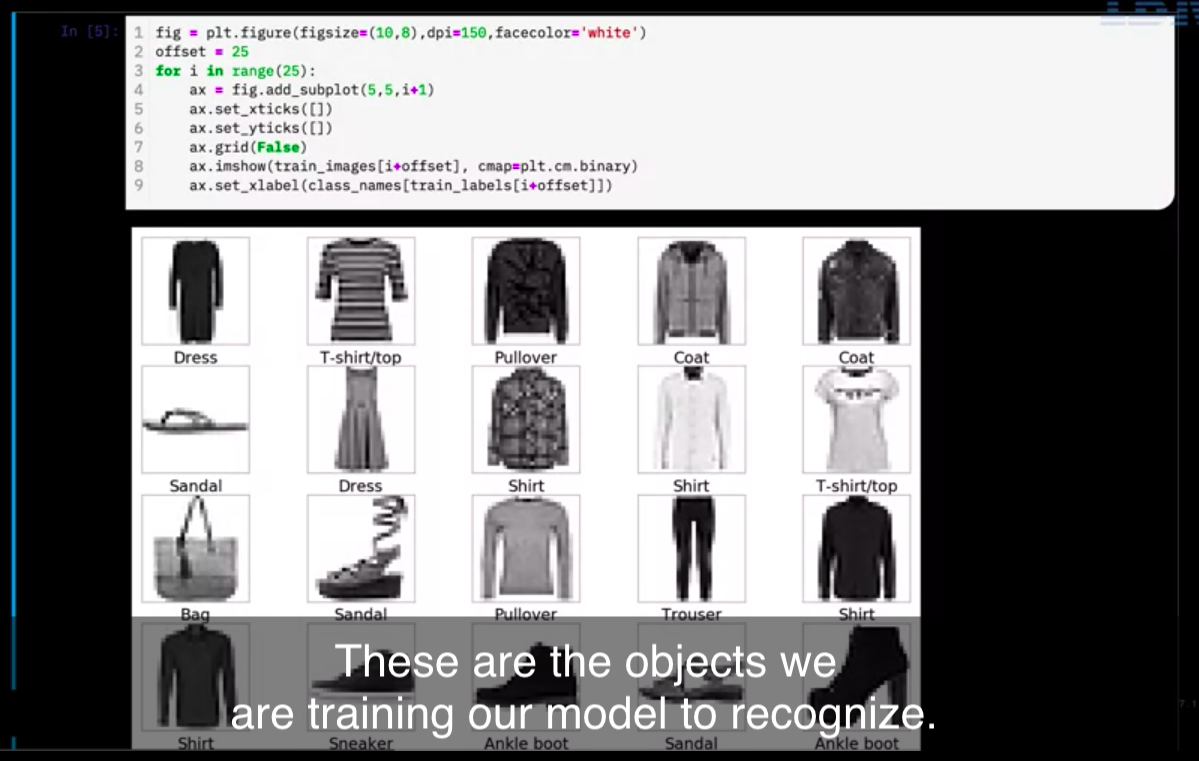 IBM
In [5]:
1 fig = plt.figure(figsize=(10,8),dpi=150,facecolor='white')
2 offset = 25
3 for i in range(25):
4     ax = fig.add_subplot(5,5,i+1)
5     ax.set_xticks([])
6     ax.set_yticks([])
7     ax.grid(False)
8     ax.imshow(train_images[i+offset], cmap=plt.cm.binary)
9     ax.set_xlabel(class_names[train_labels[i+offset]])
Dress T-shirt/top Pullover Coat Coat
Sandal Dress Shirt Shirt T-shirt/top
Bag Sandal Pullover Trouser Shirt
These are the objects we
are training our model to recognize.
Shirt Sneaker Ankle boot Sandal Ankle boot